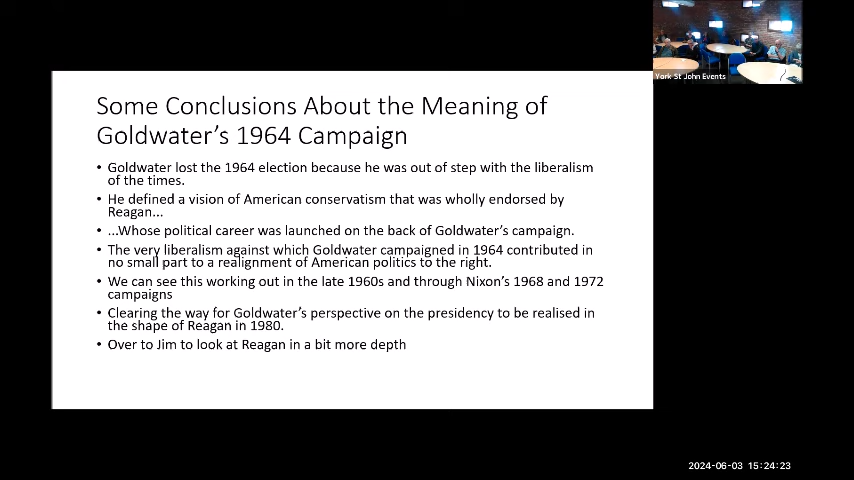 York St John Events
Some Conclusions About the Meaning of
Goldwater's 1964 Campaign
• Goldwater lost the 1964 election because he was out of step with the liberalism
of the times.
• He defined a vision of American conservatism that was wholly endorsed by
Reagan...
• ...Whose political career was launched on the back of Goldwater's campaign.
• The very liberalism against which Goldwater campaigned in 1964 contributed in
no small part to a realignment of American politics to the right.
• We can see this working out in the late 1960s and through Nixon's 1968 and 1972
campaigns
• Clearing the way for Goldwater's perspective on the presidency to be realised in
the shape of Reagan in 1980.
• Over to Jim to look at Reagan in a bit more depth
2024-06-03 15:24:23